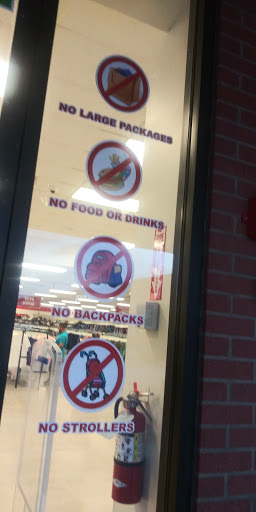 NO LARGE PACKAGES
NO FOOD OR DRINKS
NO BACKPACKS
NO STROLLERS